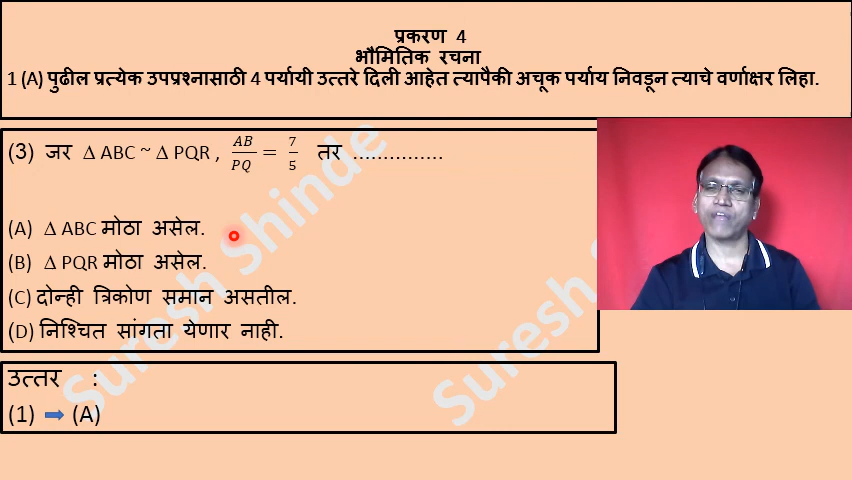 प्रकरण 4
भौमितिक रचना
1 (A) पुढील प्रत्येक उपप्रश्नासाठी 4 पर्यायी उत्तरे दिली आहेत त्यापैकी अचूक पर्याय निवडून त्याचे वर्णाक्षर लिहा.
(3) जर ∆ ABC ~ ∆ PQR , AB/PQ = 7/5 तर ...............
(A) ∆ ABC मोठा असेल.
(B) ∆ PQR मोठा असेल.
(C) दोन्ही त्रिकोण समान असतील.
(D) निश्चित सांगता येणार नाही.
उत्तर :
(1) ➡ (A)
Suresh Shinde
Suresh S